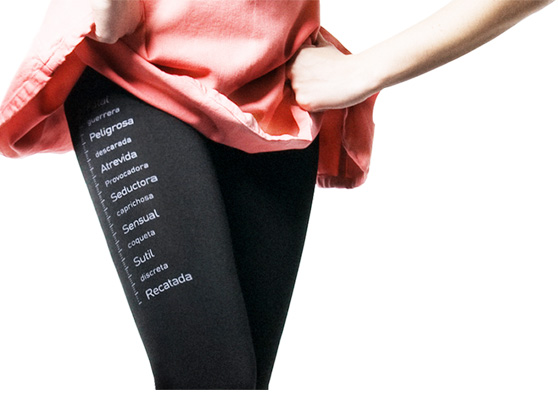 guerrera
Peligrosa
descarada
Atrevida
Provocadora
Seductora
caprichosa
Sensual
coqueta
Sutil
discreta
Recatada